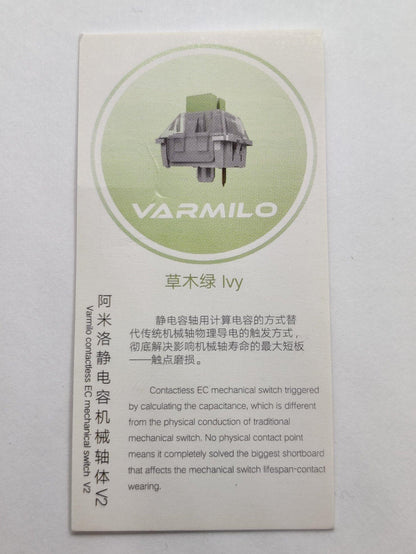 VARMILO
草木绿 Ivy
静电容轴用计算电容的方式替
代传统机械轴物理导电的触发方式，
彻底解决影响机械轴寿命的最大短板
——触点磨损。
Contactless EC mechanical switch triggered
by calculating the capacitance, which is different
from the physical conduction of traditional
mechanical switch. No physical contact point
means it completely solved the biggest shortboard
that affects the mechanical switch lifespan-contact
wearing.
阿米洛静电容机械轴体V2
Varmilo contactless EC mechanical switch V2